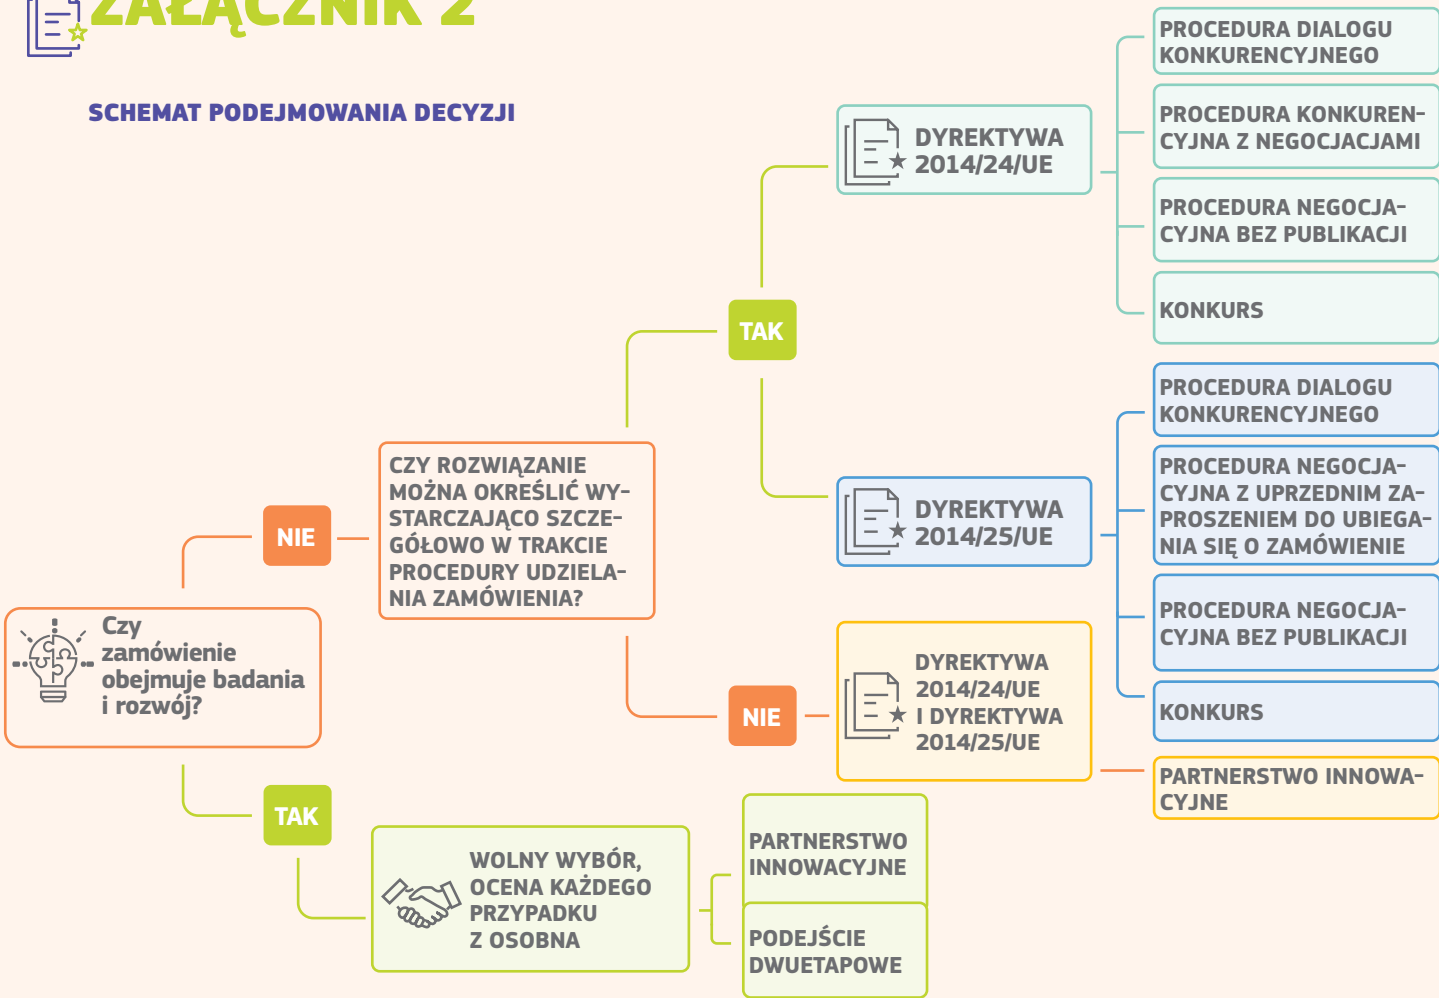 ZAŁĄCZNIK 2
SCHEMAT PODEJMOWANIA DECYZJI
Czy
zamówienie
obejmuje badania
i rozwój?
NIE
CZY ROZWIĄZANIE
MOŻNA OKREŚLIĆ WY-
STARCZAJĄCO SZCZE-
GÓŁOWO W TRAKCIE
PROCEDURY UDZIELA-
NIA ZAMÓWIENIA?
TAK
DYREKTYWA
2014/24/UE
PROCEDURA DIALOGU
KONKURENCYJNEGO
PROCEDURA KONKUREN-
CYJNA Z NEGOCJACJAMI
PROCEDURA NEGOCJA-
CYJNA BEZ PUBLIKACJI
KONKURS
DYREKTYWA
2014/25/UE
PROCEDURA DIALOGU
KONKURENCYJNEGO
PROCEDURA NEGOCJA-
CYJNA Z UPRZEDNIM ZA-
PROSZENIEM DO UBIEGA-
NIA SIĘ O ZAMÓWIENIE
PROCEDURA NEGOCJA-
CYJNA BEZ PUBLIKACJI
KONKURS
NIE
DYREKTYWA
2014/24/UE
I DYREKTYWA
2014/25/UE
PARTNERSTWO INNOWA-
CYJNE
TAK
WOLNY WYBÓR,
OCENA KAŻDEGO
PRZYPADKU
Z OSOBNA
PARTNERSTWO
INNOWACYJNE
PODEJŚCIE
DWUETAPOWE